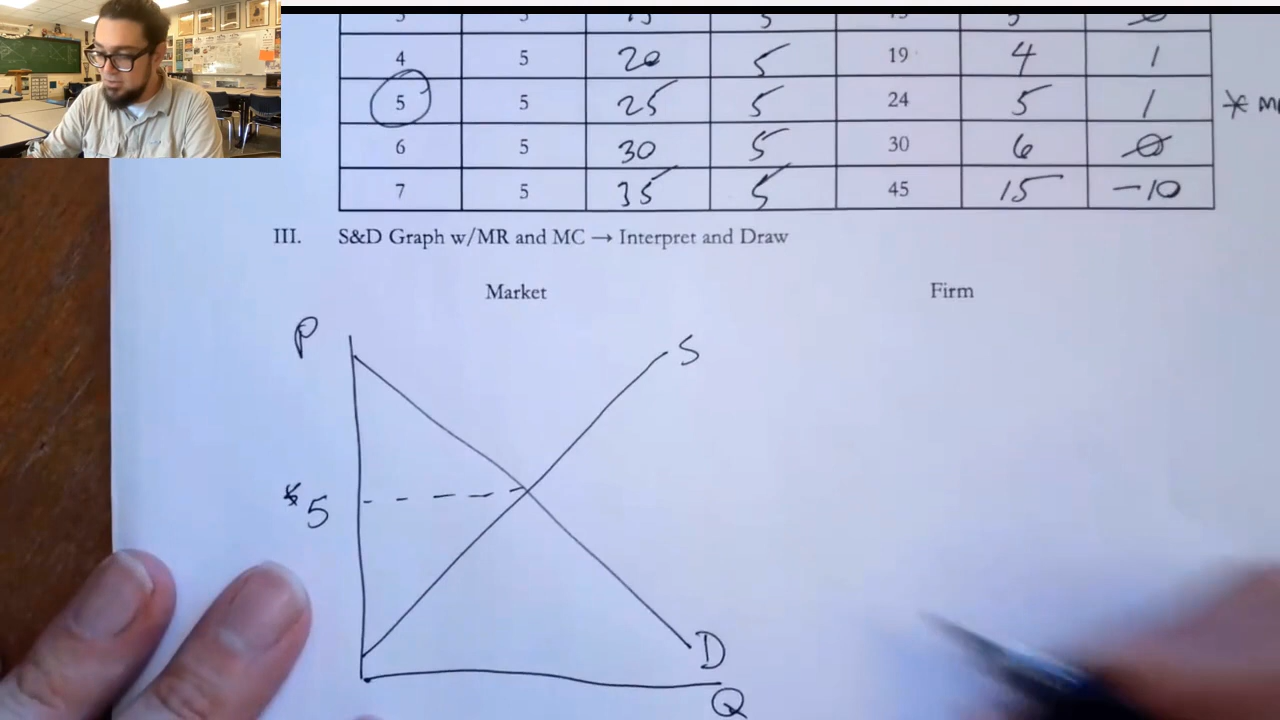 4 5 20 5 19 4 1
5 5 25 5 24 5 1 *
6 5 30 5 30 6 0
7 5 35 5 45 15 -10
III. S&D Graph w/MR and MC → Interpret and Draw
Market Firm
P
S
$5
D
Q